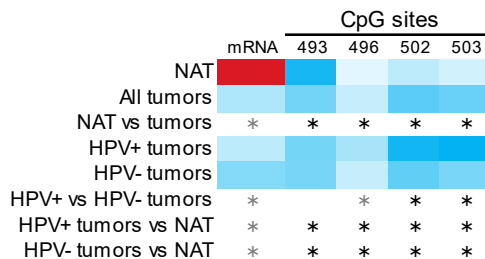 CpG sites
mRNA 493 496 502 503
NAT
All tumors
NAT vs tumors * * * * *
HPV+ tumors
HPV- tumors
HPV+ vs HPV- tumors * * * *
HPV+ tumors vs NAT * * * * *
HPV- tumors vs NAT * * * * *